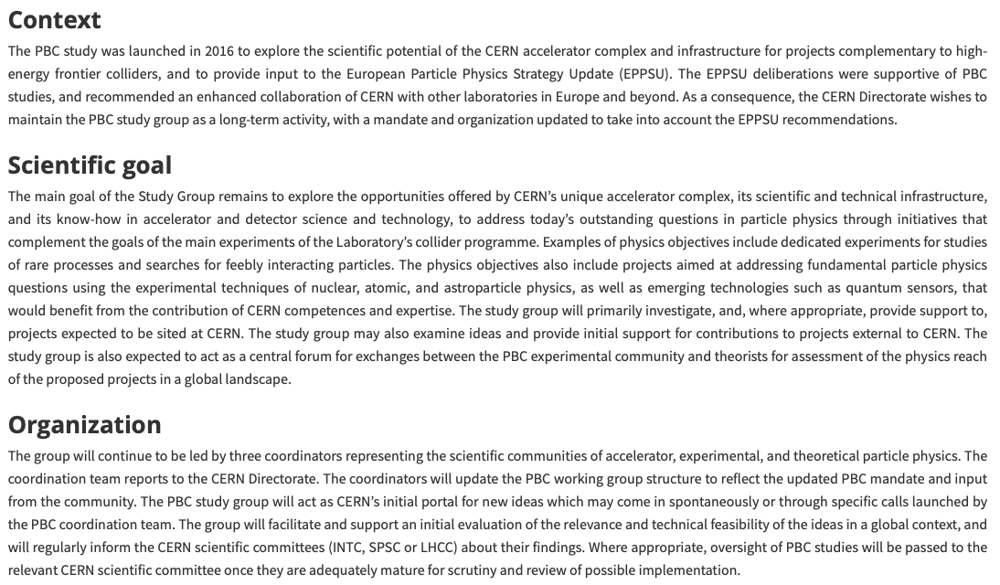 Context
The PBC study was launched in 2016 to explore the scientific potential of the CERN accelerator complex and infrastructure for projects complementary to high-
energy frontier colliders, and to provide input to the European Particle Physics Strategy Update (EPPSU). The EPPSU deliberations were supportive of PBC
studies, and recommended an enhanced collaboration of CERN with other laboratories in Europe and beyond. As a consequence, the CERN Directorate wishes to
maintain the PBC study group as a long-term activity, with a mandate and organization updated to take into account the EPPSU recommendations.
Scientific goal
The main goal of the Study Group remains to explore the opportunities offered by CERN's unique accelerator complex, its scientific and technical infrastructure,
and its know-how in accelerator and detector science and technology, to address today's outstanding questions in particle physics through initiatives that
complement the goals of the main experiments of the Laboratory's collider programme. Examples of physics objectives include dedicated experiments for studies
of rare processes and searches for feebly interacting particles. The physics objectives also include projects aimed at addressing fundamental particle physics
questions using the experimental techniques of nuclear, atomic, and astroparticle physics, as well as emerging technologies such as quantum sensors, that
would benefit from the contribution of CERN competences and expertise. The study group will primarily investigate, and, where appropriate, provide support to,
projects expected to be sited at CERN. The study group may also examine ideas and provide initial support for contributions to projects external to CERN. The
study group is also expected to act as a central forum for exchanges between the PBC experimental community and theorists for assessment of the physics reach
of the proposed projects in a global landscape.
Organization
The group will continue to be led by three coordinators representing the scientific communities of accelerator, experimental, and theoretical particle physics. The
coordination team reports to the CERN Directorate. The coordinators will update the PBC working group structure to reflect the updated PBC mandate and input
from the community. The PBC study group will act as CERN's initial portal for new ideas which may come in spontaneously or through specific calls launched by
the PBC coordination team. The group will facilitate and support an initial evaluation of the relevance and technical feasibility of the ideas in a global context, and
will regularly inform the CERN scientific committees (INTC, SPSC or LHCC) about their findings. Where appropriate, oversight of PBC studies will be passed to the
relevant CERN scientific committee once they are adequately mature for scrutiny and review of possible implementation.